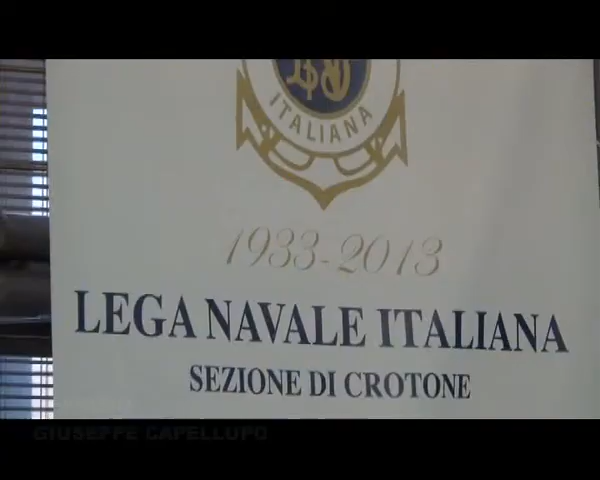 ITALIANA
1933-2013
LEGA NAVALE ITALIANA
SEZIONE DI CROTONE
GIUSEPPE CAPELLUPO